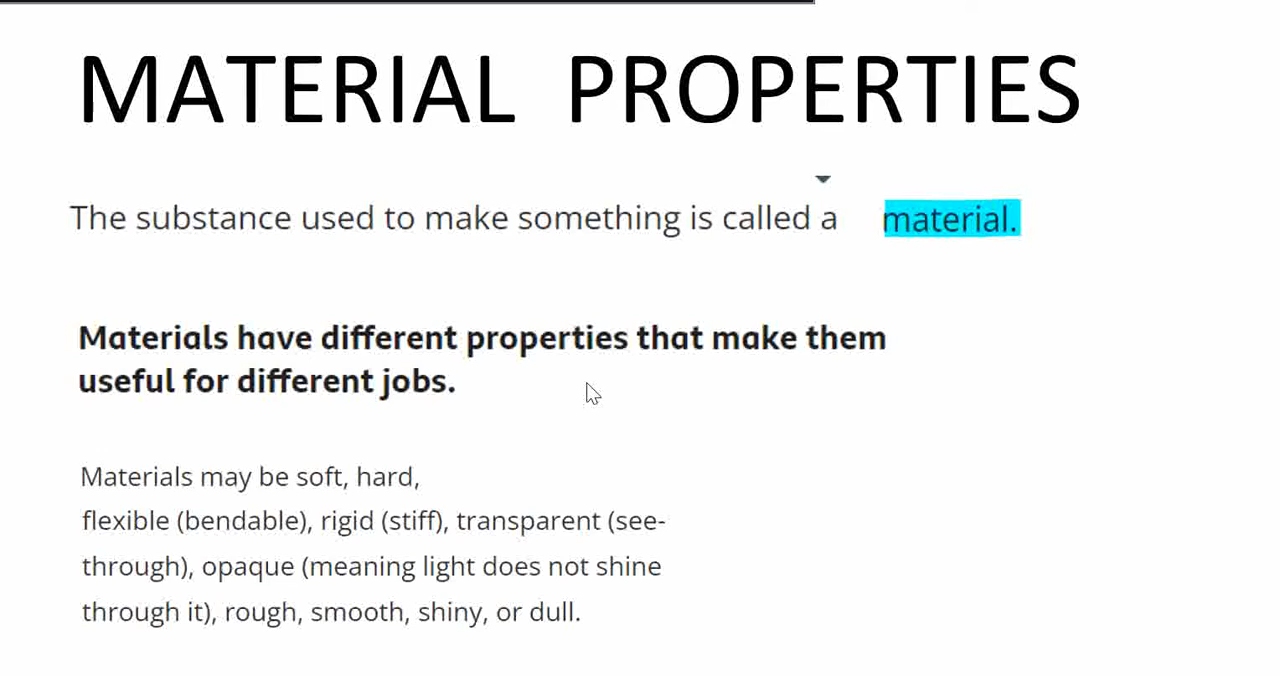 MATERIAL PROPERTIES
The substance used to make something is called a material.
Materials have different properties that make them
useful for different jobs.
Materials may be soft, hard,
flexible (bendable), rigid (stiff), transparent (see-
through), opaque (meaning light does not shine
through it), rough, smooth, shiny, or dull.